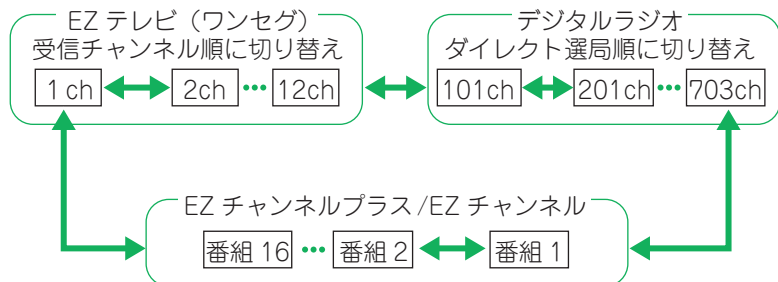 EZ テレビ（ワンセグ）
受信チャンネル順に切り替え
1 ch 2ch ••• 12ch
デジタルラジオ
ダイレクト選局順に切り替え
101ch 201ch ••• 703ch
EZ チャンネルプラス /EZ チャンネル
番組 16 ••• 番組 2 番組 1